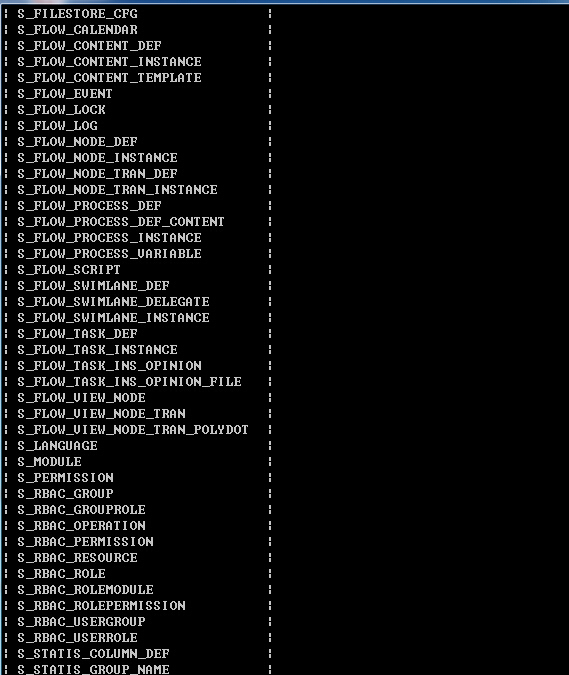 ¦ S_FILESTORE_CFG ¦
¦ S_FLOW_CALENDAR ¦
¦ S_FLOW_CONTENT_DEF ¦
¦ S_FLOW_CONTENT_INSTANCE ¦
¦ S_FLOW_CONTENT_TEMPLATE ¦
¦ S_FLOW_EVENT ¦
¦ S_FLOW_LOCK ¦
¦ S_FLOW_LOG ¦
¦ S_FLOW_NODE_DEF ¦
¦ S_FLOW_NODE_INSTANCE ¦
¦ S_FLOW_NODE_TRAN_DEF ¦
¦ S_FLOW_NODE_TRAN_INSTANCE ¦
¦ S_FLOW_PROCESS_DEF ¦
¦ S_FLOW_PROCESS_DEF_CONTENT ¦
¦ S_FLOW_PROCESS_INSTANCE ¦
¦ S_FLOW_PROCESS_VARIABLE ¦
¦ S_FLOW_SCRIPT ¦
¦ S_FLOW_SWIMLANE_DEF ¦
¦ S_FLOW_SWIMLANE_DELEGATE ¦
¦ S_FLOW_SWIMLANE_INSTANCE ¦
¦ S_FLOW_TASK_DEF ¦
¦ S_FLOW_TASK_INSTANCE ¦
¦ S_FLOW_TASK_INS_OPINION ¦
¦ S_FLOW_TASK_INS_OPINION_FILE ¦
¦ S_FLOW_VIEW_NODE ¦
¦ S_FLOW_VIEW_NODE_TRAN ¦
¦ S_FLOW_VIEW_NODE_TRAN_POLYDOT ¦
¦ S_LANGUAGE ¦
¦ S_MODULE ¦
¦ S_PERMISSION ¦
¦ S_RBAC_GROUP ¦
¦ S_RBAC_GROUPROLE ¦
¦ S_RBAC_OPERATION ¦
¦ S_RBAC_PERMISSION ¦
¦ S_RBAC_RESOURCE ¦
¦ S_RBAC_ROLE ¦
¦ S_RBAC_ROLEMODULE ¦
¦ S_RBAC_ROLEPERMISSION ¦
¦ S_RBAC_USERGROUP ¦
¦ S_RBAC_USERROLE ¦
¦ S_STATIS_COLUMN_DEF ¦
¦ S_STATIS_GROUP_NAME ¦